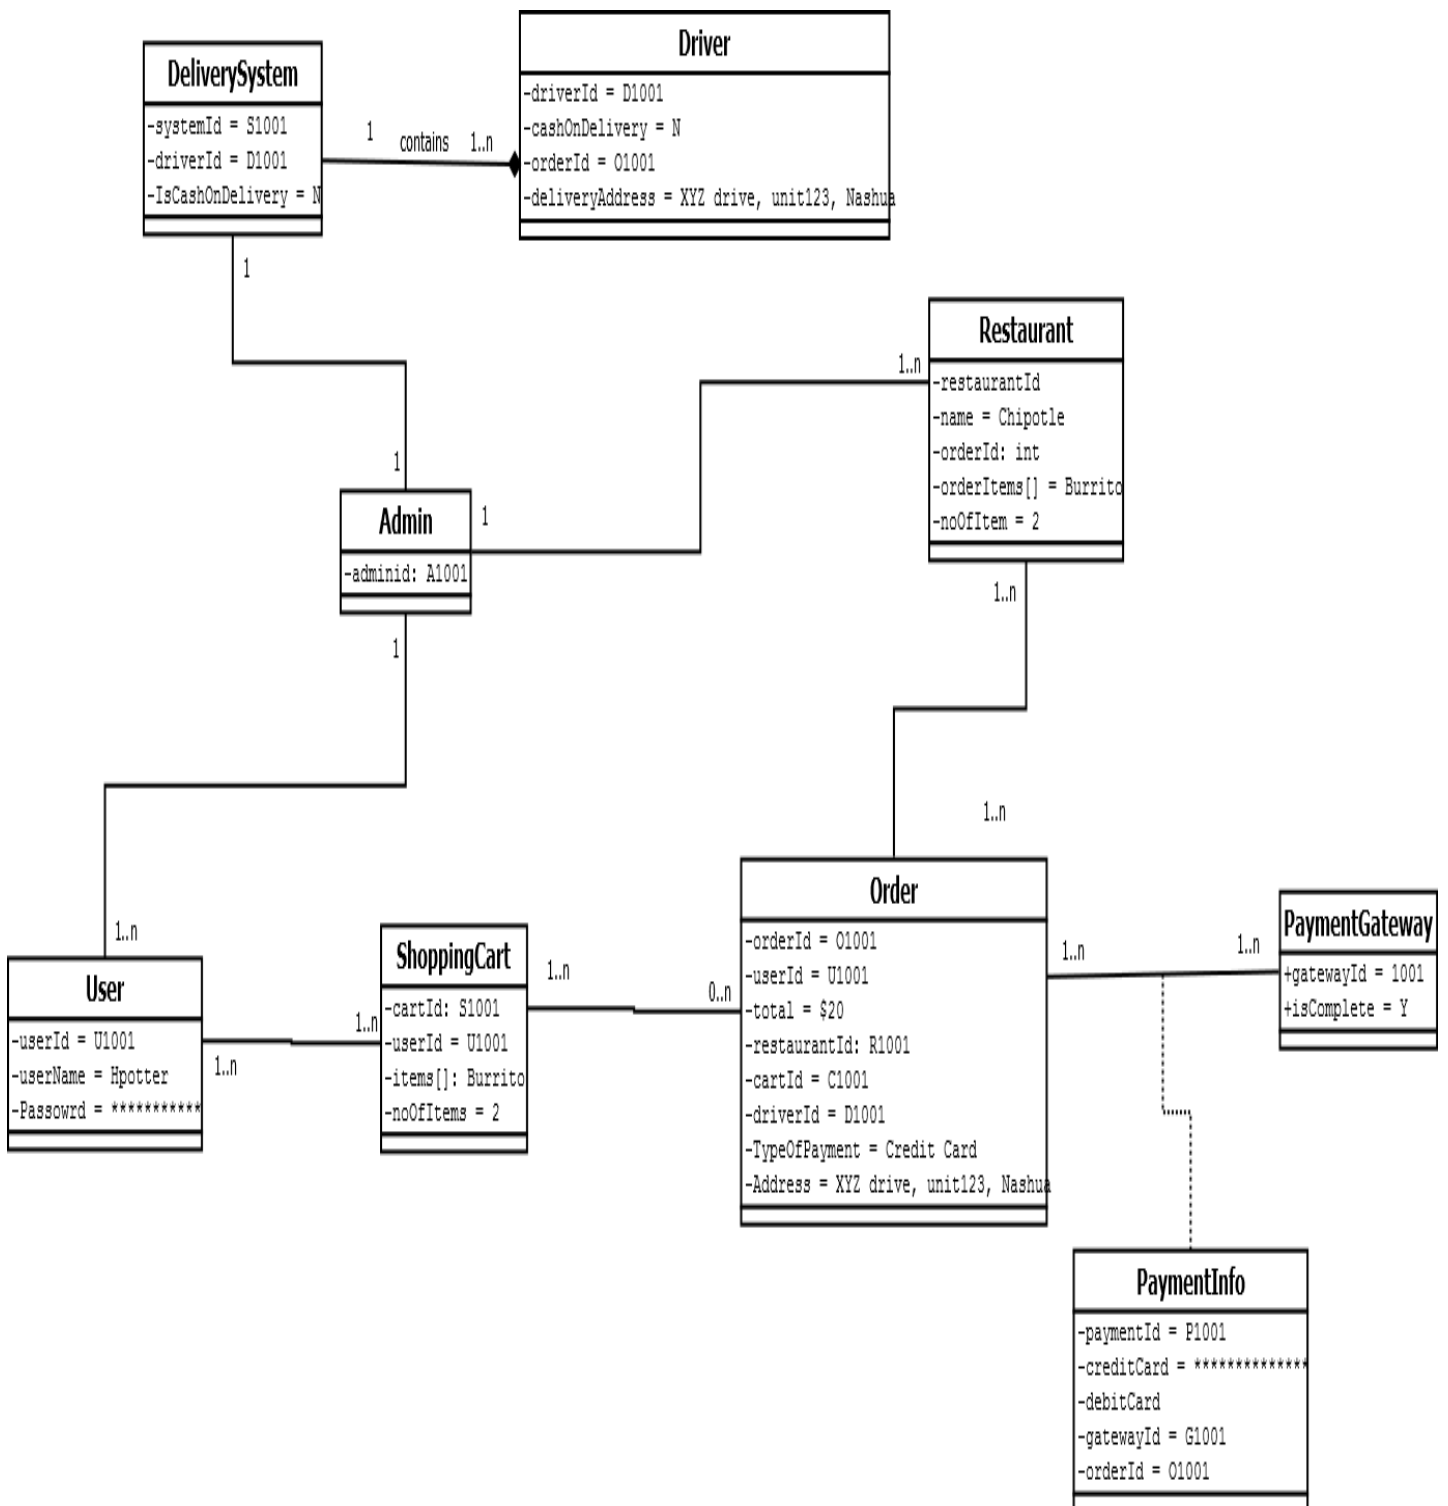 DeliverySystem
-systemId = S1001
-driverId = D1001
-IsCashOnDelivery = N
1 contains 1..n
Driver
-driverId = D1001
-cashOnDelivery = N
-orderId = O1001
-deliveryAddress = XYZ drive, unit123, Nashua
1
1
Admin
-adminid: A1001
1
1..n
Restaurant
-restaurantId
-name = Chipotle
-orderId: int
-orderItems[] = Burrito
-noOfItem = 2
1..n
1..n
1
1..n
User
-userId = U1001
-userName = Hpotter
-Passowrd = ***********
1..n
1..n
ShoppingCart
-cartId: S1001
-userId = U1001
-items[]: Burrito
-noOfItems = 2
1..n
0..n
Order
-orderId = O1001
-userId = U1001
-total = $20
-restaurantId: R1001
-cartId = C1001
-driverId = D1001
-TypeOfPayment = Credit Card
-Address = XYZ drive, unit123, Nashua
1..n
1..n
PaymentGateway
+gatewayId = 1001
+isComplete = Y
PaymentInfo
-paymentId = P1001
-creditCard = **************
-debitCard
-gatewayId = G1001
-orderId = O1001